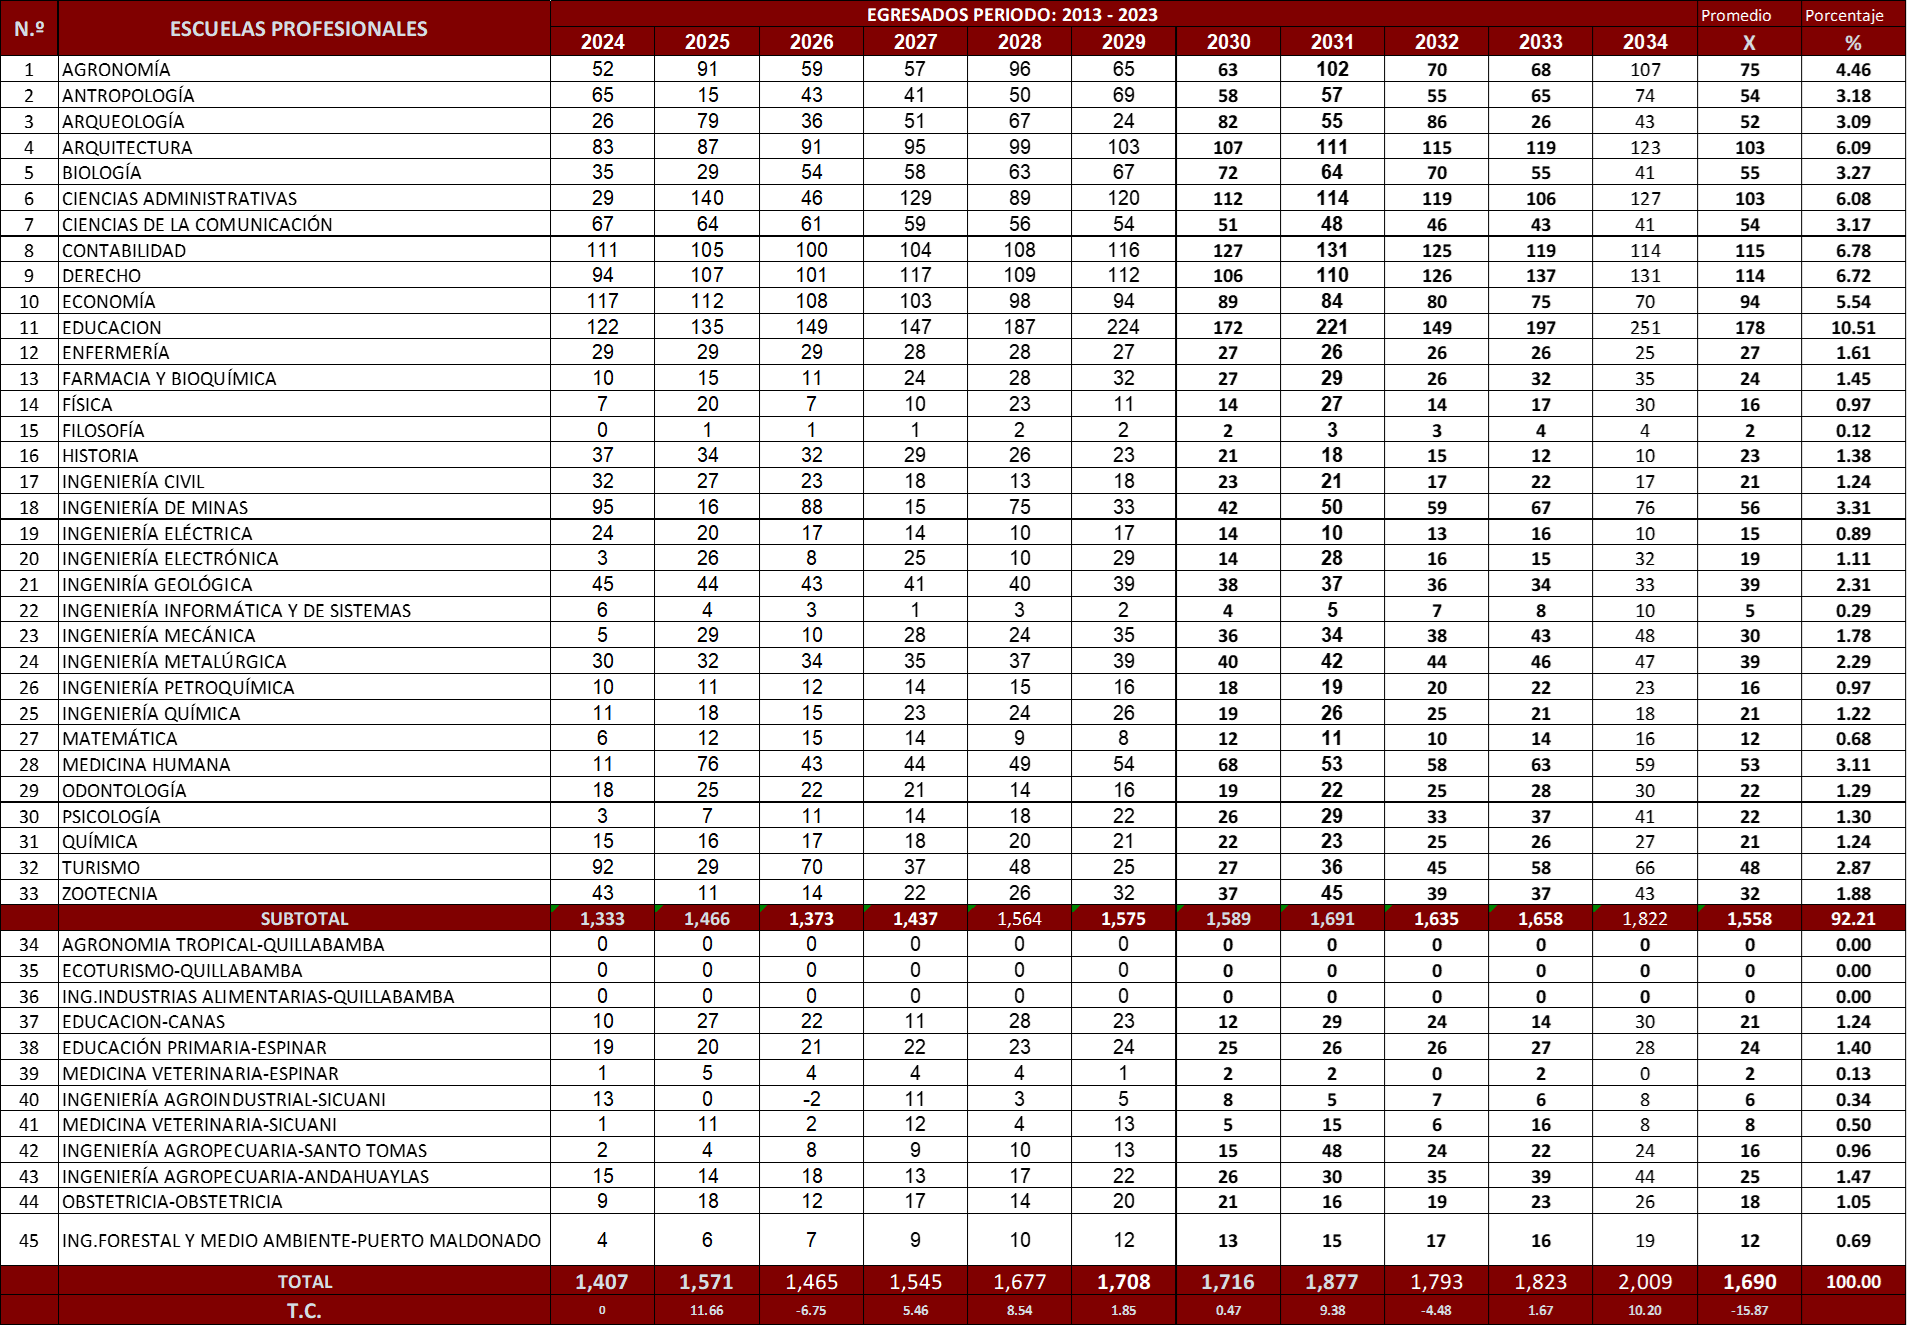 N.º ESCUELAS PROFESIONALES EGRESADOS PERIODO: 2013 - 2023 Promedio Porcentaje
2024 2025 2026 2027 2028 2029 2030 2031 2032 2033 2034 X %
1 AGRONOMÍA 52 91 59 57 96 65 63 102 70 68 107 75 4.46
2 ANTROPOLOGÍA 65 15 43 41 50 69 58 57 55 65 74 54 3.18
3 ARQUEOLOGÍA 26 79 36 51 67 24 82 55 86 26 43 52 3.09
4 ARQUITECTURA 83 87 91 95 99 103 107 111 115 119 123 103 6.09
5 BIOLOGÍA 35 29 54 58 63 67 72 64 70 55 41 55 3.27
6 CIENCIAS ADMINISTRATIVAS 29 140 46 129 89 120 112 114 119 106 127 103 6.08
7 CIENCIAS DE LA COMUNICACIÓN 67 64 61 59 56 54 51 48 46 43 41 54 3.17
8 CONTABILIDAD 111 105 100 104 108 116 127 131 125 119 114 115 6.78
9 DERECHO 94 107 101 117 109 112 106 110 126 137 131 114 6.72
10 ECONOMÍA 117 112 108 103 98 94 89 84 80 75 70 94 5.54
11 EDUCACION 122 135 149 147 187 224 172 221 149 197 251 178 10.51
12 ENFERMERÍA 29 29 29 28 28 27 27 26 26 26 25 27 1.61
13 FARMACIA Y BIOQUÍMICA 10 15 11 24 28 32 27 29 26 32 35 24 1.45
14 FÍSICA 7 20 7 10 23 11 14 27 14 17 30 16 0.97
15 FILOSOFÍA 0 1 1 1 2 2 2 3 3 4 4 2 0.12
16 HISTORIA 37 34 32 29 26 23 21 18 15 12 10 23 1.38
17 INGENIERÍA CIVIL 32 27 23 18 13 18 23 21 17 22 17 21 1.24
18 INGENIERÍA DE MINAS 95 16 88 15 75 33 42 50 59 67 76 56 3.31
19 INGENIERÍA ELÉCTRICA 24 20 17 14 10 17 14 10 13 16 10 15 0.89
20 INGENIERÍA ELECTRÓNICA 3 26 8 25 10 29 14 28 16 15 32 19 1.11
21 INGENIRÍA GEOLÓGICA 45 44 43 41 40 39 38 37 36 34 33 39 2.31
22 INGENIERÍA INFORMÁTICA Y DE SISTEMAS 6 4 3 1 3 2 4 5 7 8 10 5 0.29
23 INGENIERÍA MECÁNICA 5 29 10 28 24 35 36 34 38 43 48 30 1.78
24 INGENIERÍA METALÚRGICA 30 32 34 35 37 39 40 42 44 46 47 39 2.29
26 INGENIERÍA PETROQUÍMICA 10 11 12 14 15 16 18 19 20 22 23 16 0.97
25 INGENIERÍA QUÍMICA 11 18 15 23 24 26 19 26 25 21 18 21 1.22
27 MATEMÁTICA 6 12 15 14 9 8 12 11 10 14 16 12 0.68
28 MEDICINA HUMANA 11 76 43 44 49 54 68 53 58 63 59 53 3.11
29 ODONTOLOGÍA 18 25 22 21 14 16 19 22 25 28 30 22 1.29
30 PSICOLOGÍA 3 7 11 14 18 22 26 29 33 37 41 22 1.30
31 QUÍMICA 15 16 17 18 20 21 22 23 25 26 27 21 1.24
32 TURISMO 92 29 70 37 48 25 27 36 45 58 66 48 2.87
33 ZOOTECNIA 43 11 14 22 26 32 37 45 39 37 43 32 1.88
SUBTOTAL 1,333 1,466 1,373 1,437 1,564 1,575 1,589 1,691 1,635 1,658 1,822 1,558 92.21
34 AGRONOMIA TROPICAL-QUILLABAMBA 0 0 0 0 0 0 0 0 0 0 0 0 0.00
35 ECOTURISMO-QUILLABAMBA 0 0 0 0 0 0 0 0 0 0 0 0 0.00
36 ING.INDUSTRIAS ALIMENTARIAS-QUILLABAMBA 0 0 0 0 0 0 0 0 0 0 0 0 0.00
37 EDUCACION-CANAS 10 27 22 11 28 23 12 29 24 14 30 21 1.24
38 EDUCACIÓN PRIMARIA-ESPINAR 19 20 21 22 23 24 25 26 26 27 28 24 1.40
39 MEDICINA VETERINARIA-ESPINAR 1 5 4 4 4 1 2 2 0 2 0 2 0.13
40 INGENIERÍA AGROINDUSTRIAL-SICUANI 13 0 -2 11 3 5 8 5 7 6 8 6 0.34
41 MEDICINA VETERINARIA-SICUANI 1 11 2 12 4 13 5 15 6 16 8 8 0.50
42 INGENIERÍA AGROPECUARIA-SANTO TOMAS 2 4 8 9 10 13 15 48 24 22 24 16 0.96
43 INGENIERÍA AGROPECUARIA-ANDAHUAYLAS 15 14 18 13 17 22 26 30 35 39 44 25 1.47
44 OBSTETRICIA-OBSTETRICIA 9 18 12 17 14 20 21 16 19 23 26 18 1.05
45 ING.FORESTAL Y MEDIO AMBIENTE-PUERTO MALDONADO 4 6 7 9 10 12 13 15 17 16 19 12 0.69
TOTAL 1,407 1,571 1,465 1,545 1,677 1,708 1,716 1,877 1,793 1,823 2,009 1,690 100.00
T.C. 0 11.66 -6.75 5.46 8.54 1.85 0.47 9.38 -4.48 1.67 10.20 -15.87